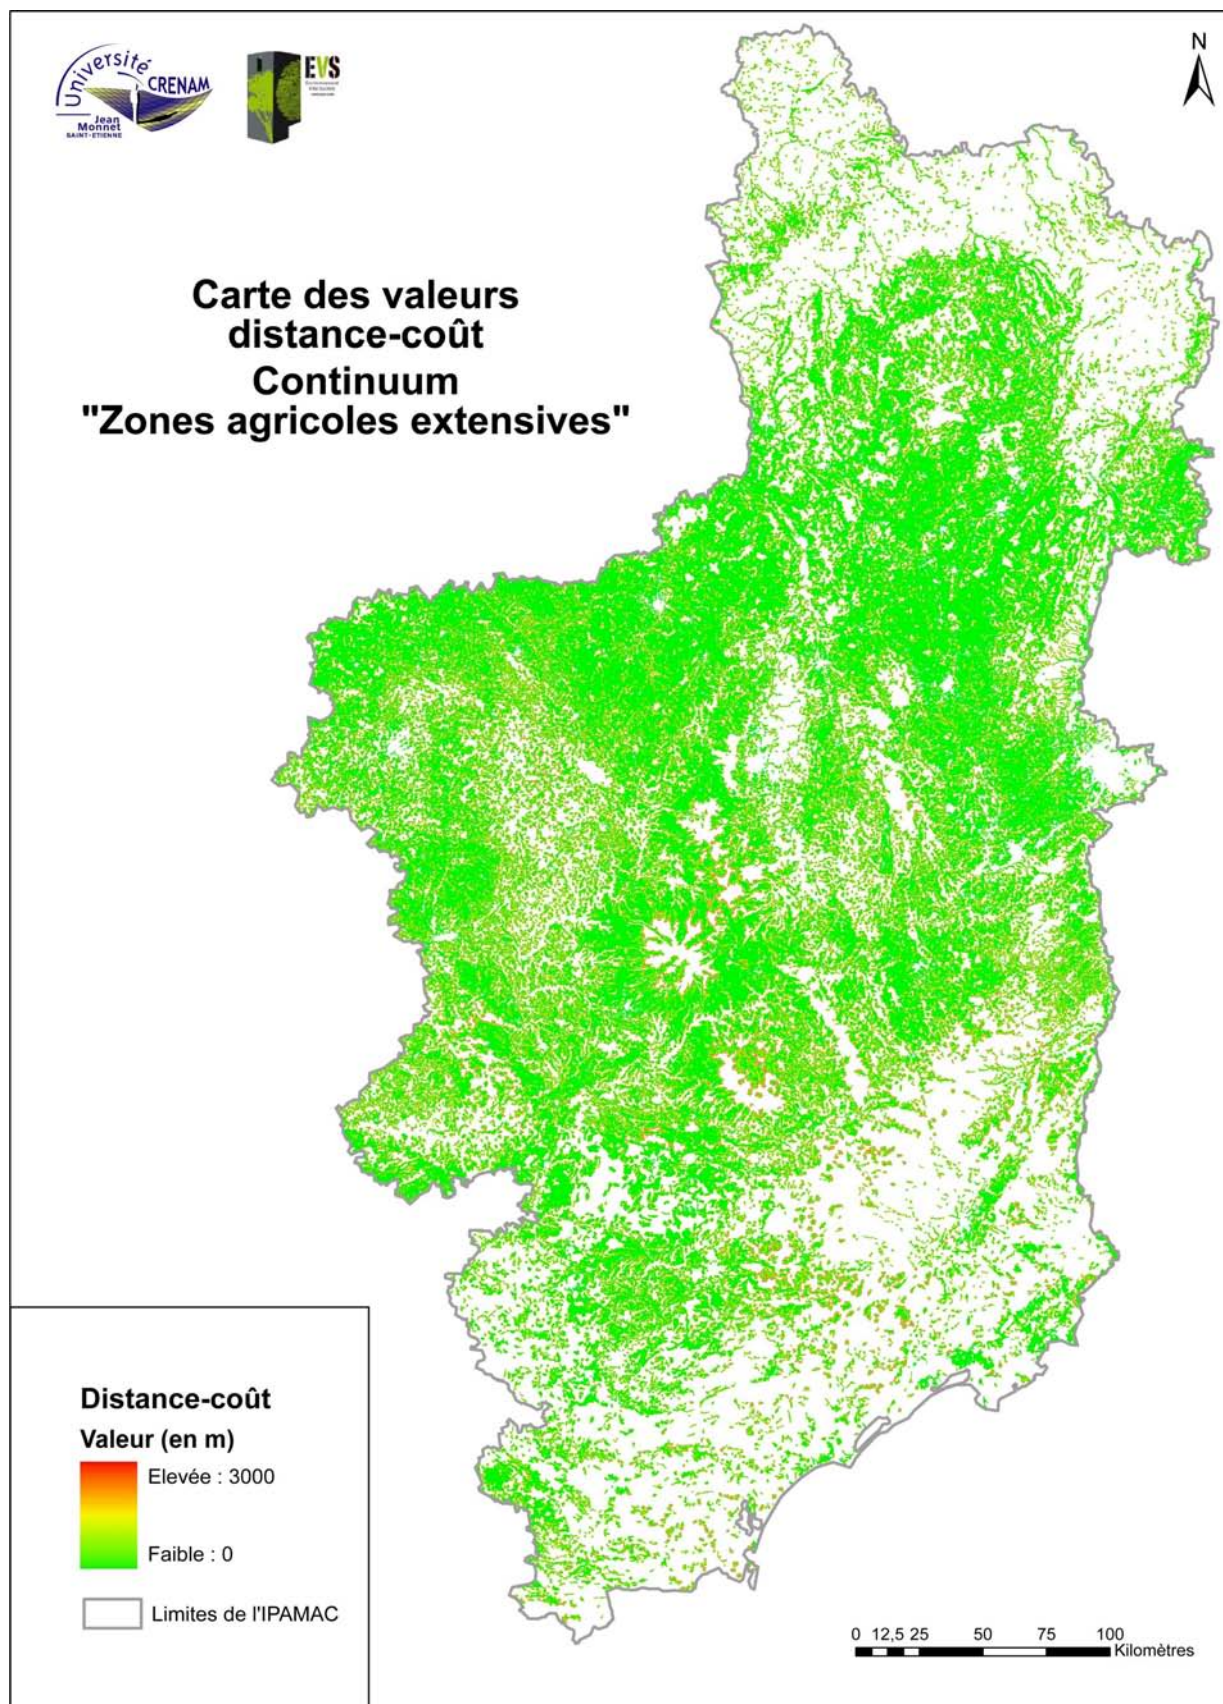 Université
CRENAM
Jean
Monnet
SAINT-ETIENNE
EVS
N
Carte des valeurs
distance-coût
Continuum
"Zones agricoles extensives"
Distance-coût
Valeur (en m)
Elevée : 3000
Faible : 0
Limites de l'IPAMAC
0 12,5 25 50 75 100
Kilomètres